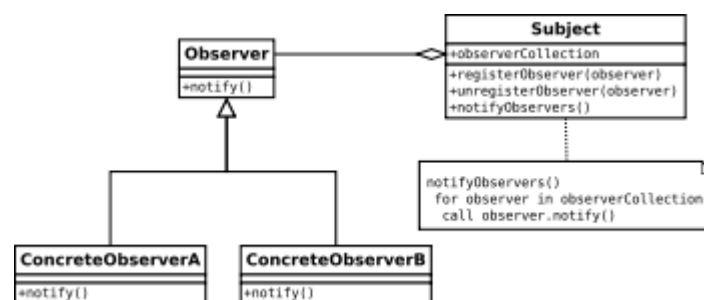 Subject
Observer
+observerCollection
+notify()
+registerObserver(observer)
+unregisterObserver(observer)
+notifyObservers()
notifyObservers()
for observer in observerCollection
call observer.notify()
ConcreteObserverA
ConcreteObserverB
+notify()
+notify()